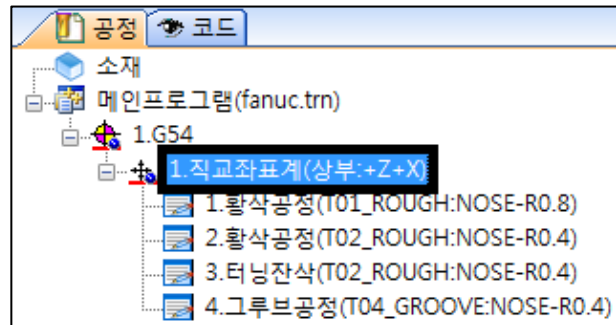 공정 코드
소재
메인프로그램(fanuc.trn)
1.G54
1.직교좌표계(상부:+Z+X)
1.황삭공정(T01_ROUGH:NOSE-R0.8)
2.황삭공정(T02_ROUGH:NOSE-R0.4)
3.터닝잔삭(T02_ROUGH:NOSE-R0.4)
4.그루브공정(T04_GROOVE:NOSE-R0.4)